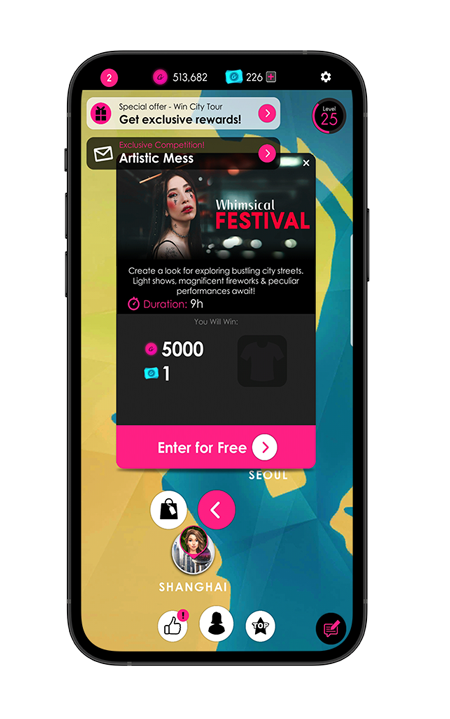 2
513,682
226
Special offer - Win City Tour
Get exclusive rewards!
Level
25
Exclusive Competition!
Artistic Mess
Whimsical
FESTIVAL
Create a look for exploring bustling city streets.
Light shows, magnificent fireworks & peculiar
performances await!
Duration: 9h
You Will Win:
5000
1
Enter for Free
SEOUL
SHANGHAI
!
TOP